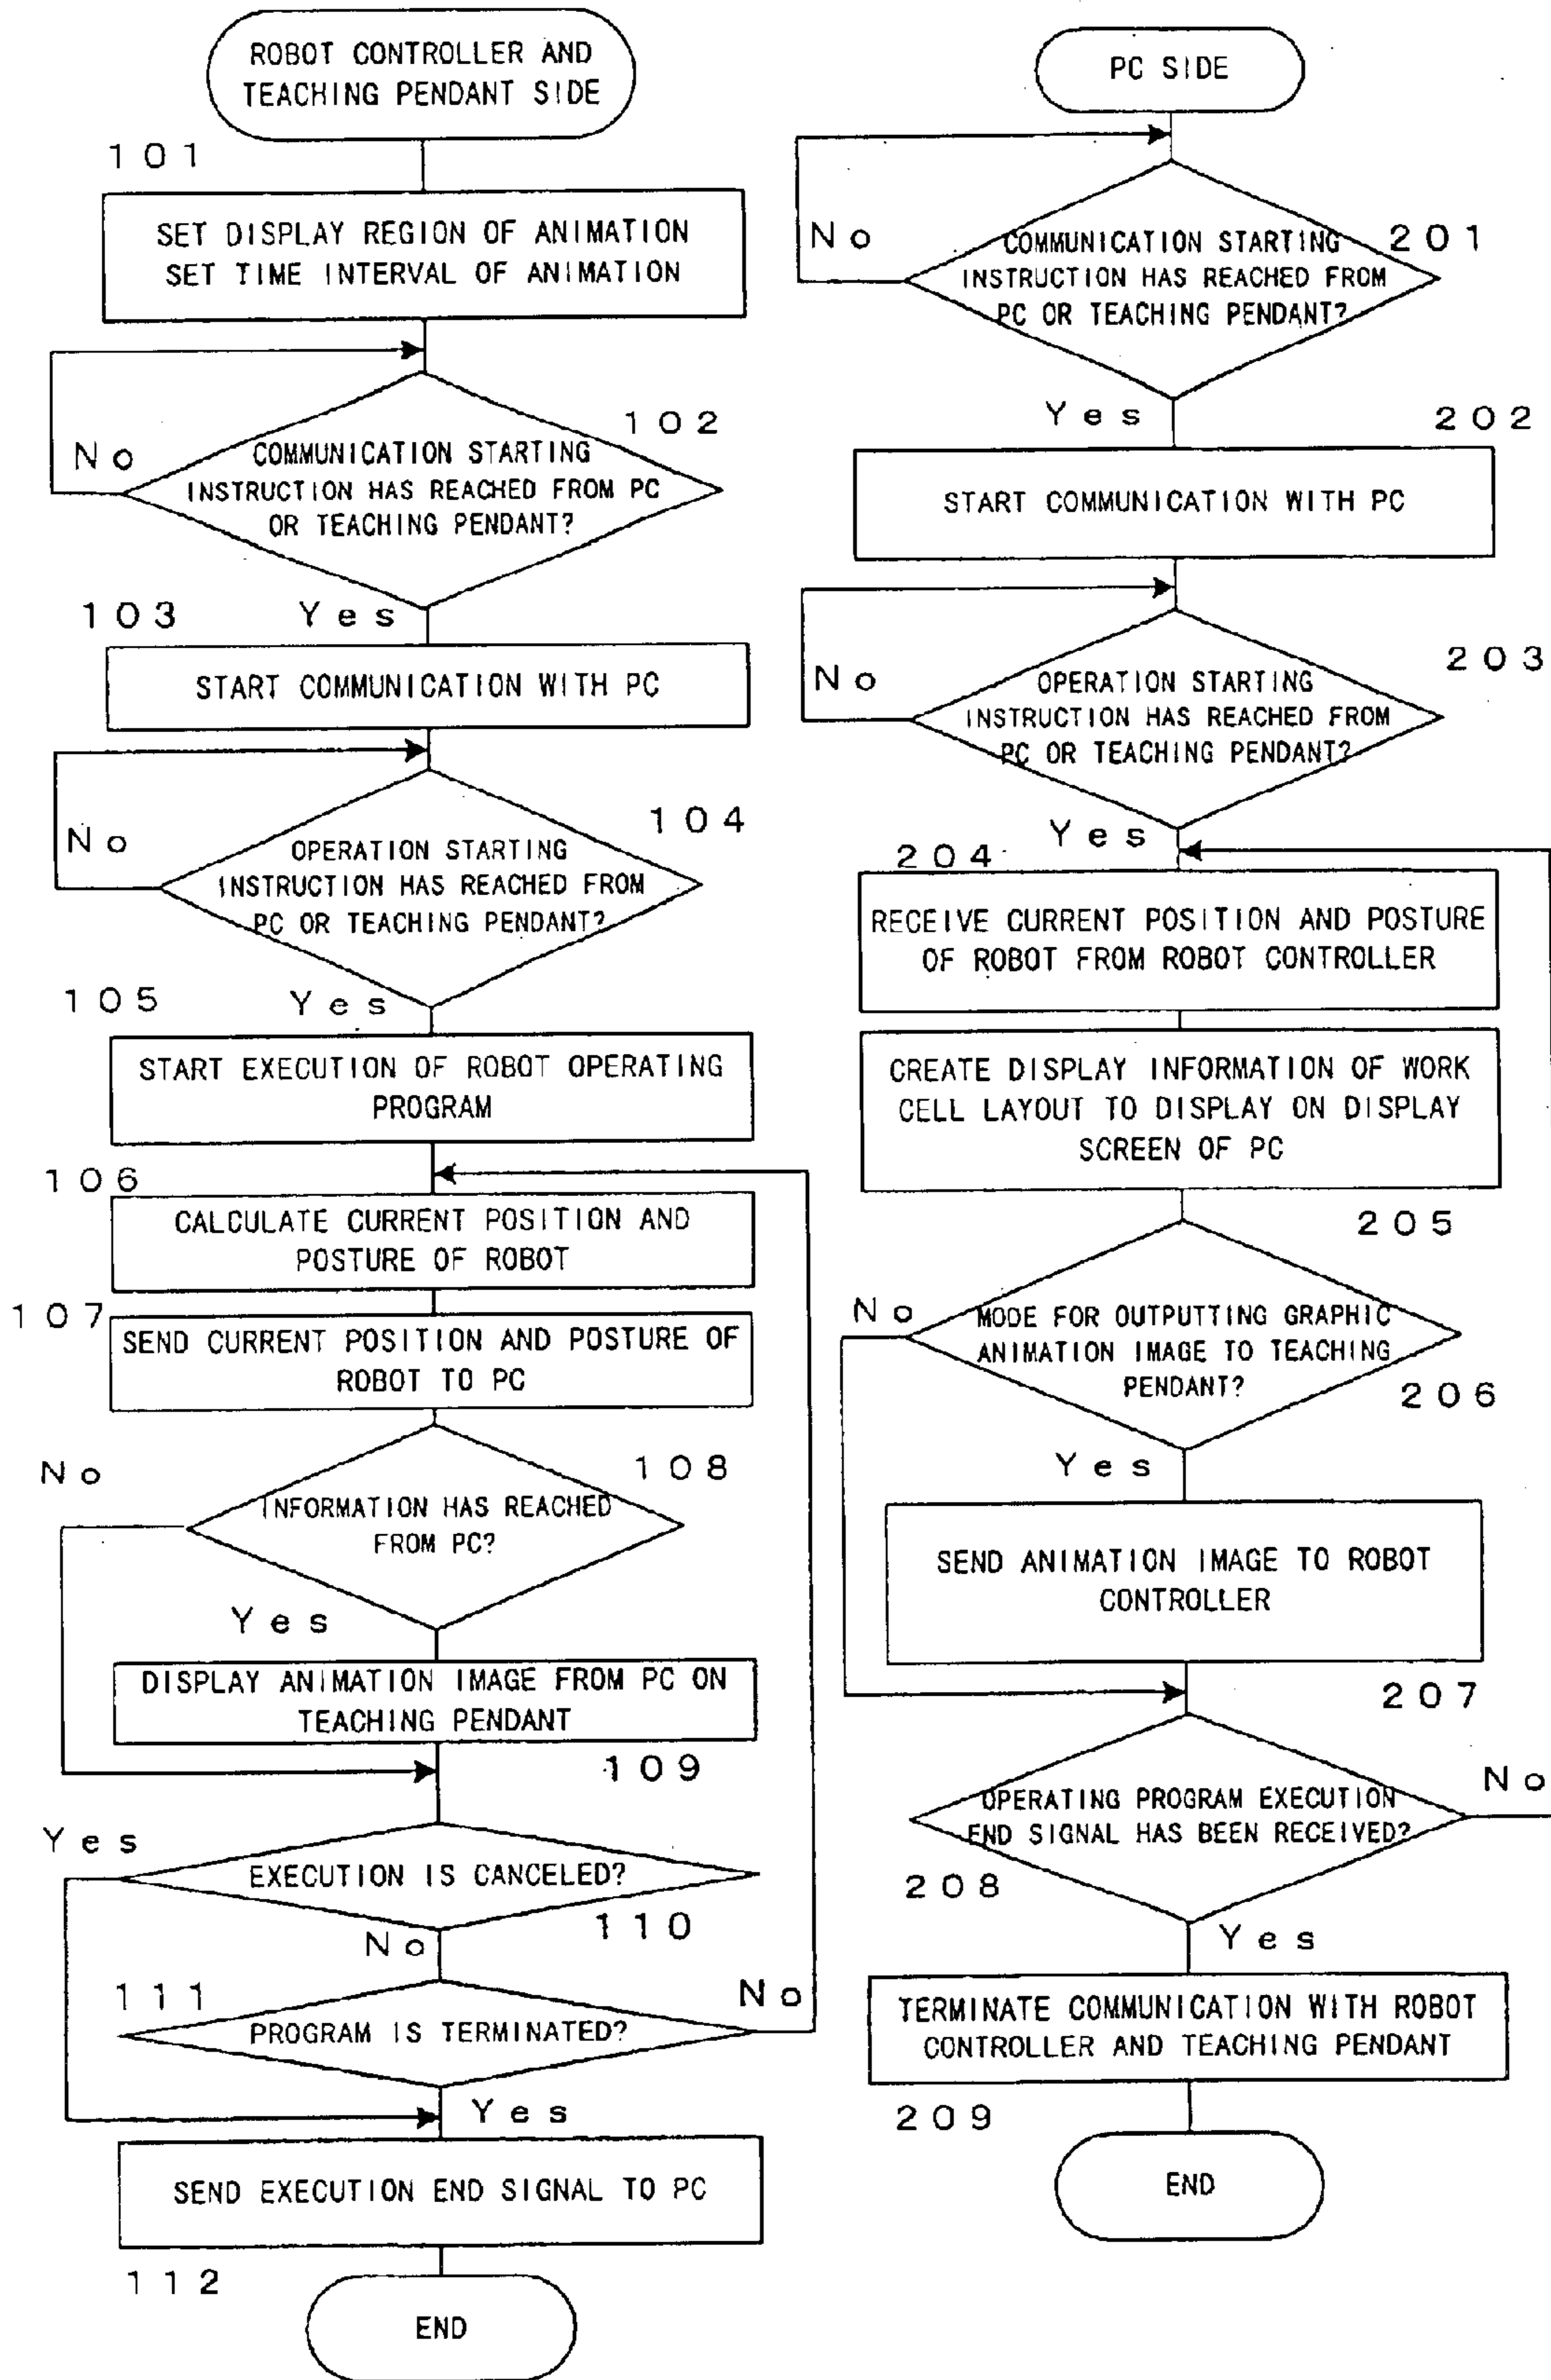 ROBOT CONTROLLER AND
TEACHING PENDANT SIDE
101
SET DISPLAY REGION OF ANIMATION
SET TIME INTERVAL OF ANIMATION
102
No
COMMUNICATION STARTING
INSTRUCTION HAS REACHED FROM PC
OR TEACHING PENDANT?
103
Yes
START COMMUNICATION WITH PC
104
No
OPERATION STARTING
INSTRUCTION HAS REACHED FROM
PC OR TEACHING PENDANT?
105
Yes
START EXECUTION OF ROBOT OPERATING
PROGRAM
106
CALCULATE CURRENT POSITION AND
POSTURE OF ROBOT
107
SEND CURRENT POSITION AND POSTURE OF
ROBOT TO PC
No
108
INFORMATION HAS REACHED
FROM PC?
Yes
DISPLAY ANIMATION IMAGE FROM PC ON
TEACHING PENDANT
109
Yes
EXECUTION IS CANCELED?
110
No
111
No
PROGRAM IS TERMINATED?
Yes
SEND EXECUTION END SIGNAL TO PC
112
END
PC SIDE
No
201
COMMUNICATION STARTING
INSTRUCTION HAS REACHED FROM
PC OR TEACHING PENDANT?
Yes
202
START COMMUNICATION WITH PC
203
No
OPERATION STARTING
INSTRUCTION HAS REACHED FROM
PC OR TEACHING PENDANT?
Yes
204
RECEIVE CURRENT POSITION AND POSTURE
OF ROBOT FROM ROBOT CONTROLLER
CREATE DISPLAY INFORMATION OF WORK
CELL LAYOUT TO DISPLAY ON DISPLAY
SCREEN OF PC
205
No
MODE FOR OUTPUTTING GRAPHIC
ANIMATION IMAGE TO TEACHING
PENDANT?
206
Yes
SEND ANIMATION IMAGE TO ROBOT
CONTROLLER
207
No
OPERATING PROGRAM EXECUTION
END SIGNAL HAS BEEN RECEIVED?
208
Yes
TERMINATE COMMUNICATION WITH ROBOT
CONTROLLER AND TEACHING PENDANT
209
END